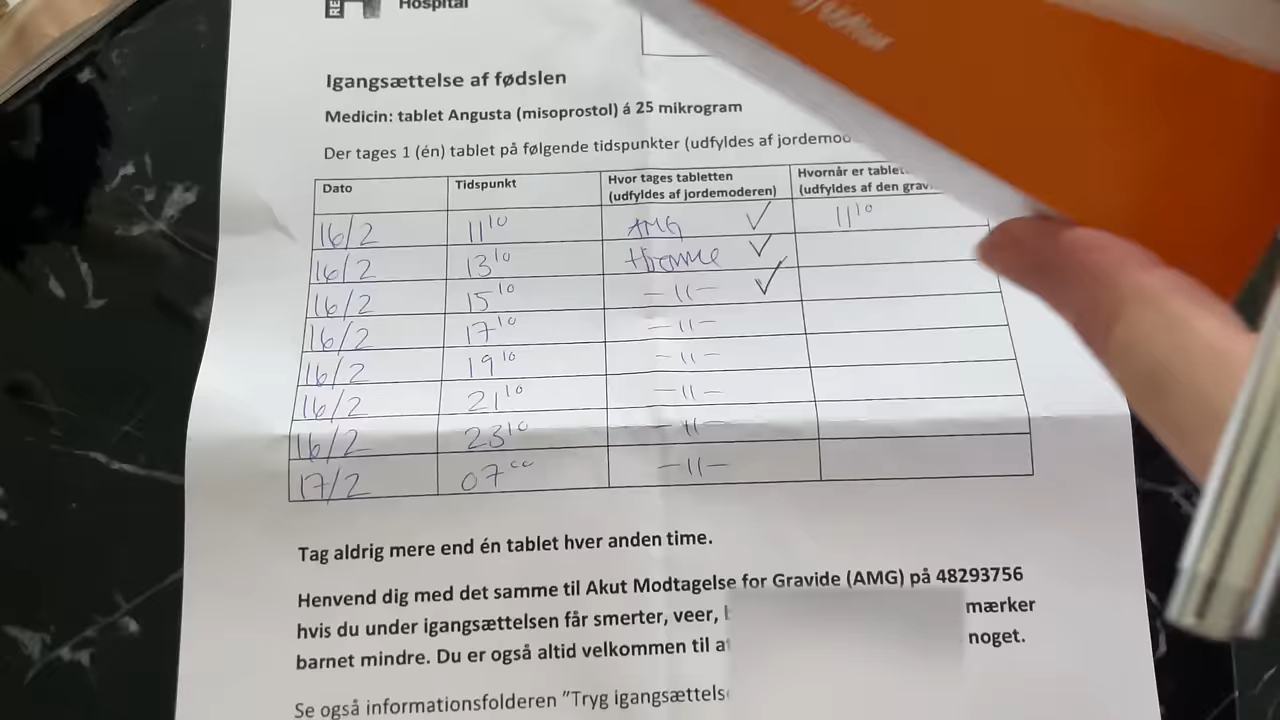 Hospital
Igangsættelse af fødslen
Medicin: tablet Angusta (misoprostol) á 25 mikrogram
Der tages 1 (én) tablet på følgende tidspunkter (udfyldes af
Dato Tidspunkt Hvor tages tabletten (udfyldes af jordemoderen) Hvornår er (udfyldes af den
16/2 11¹⁰ AMG ✓ 11¹⁰
16/2 13¹⁰ Hjemme ✓
16/2 15¹⁰ —11— ✓
16/2 17¹⁰ —11—
16/2 19¹⁰ —11—
16/2 21¹⁰ —11—
16/2 23¹⁰ —11—
17/2 07⁰⁰ —11—
Tag aldrig mere end én tablet hver anden time.
Henvend dig med det samme til Akut Modtagelse for Gravide (AMG) på 48293756
hvis du under igangsættelsen får smerter, veer, mærker
barnet mindre. Du er også altid velkommen til noget.
Se også informationsfolderen "Tryg